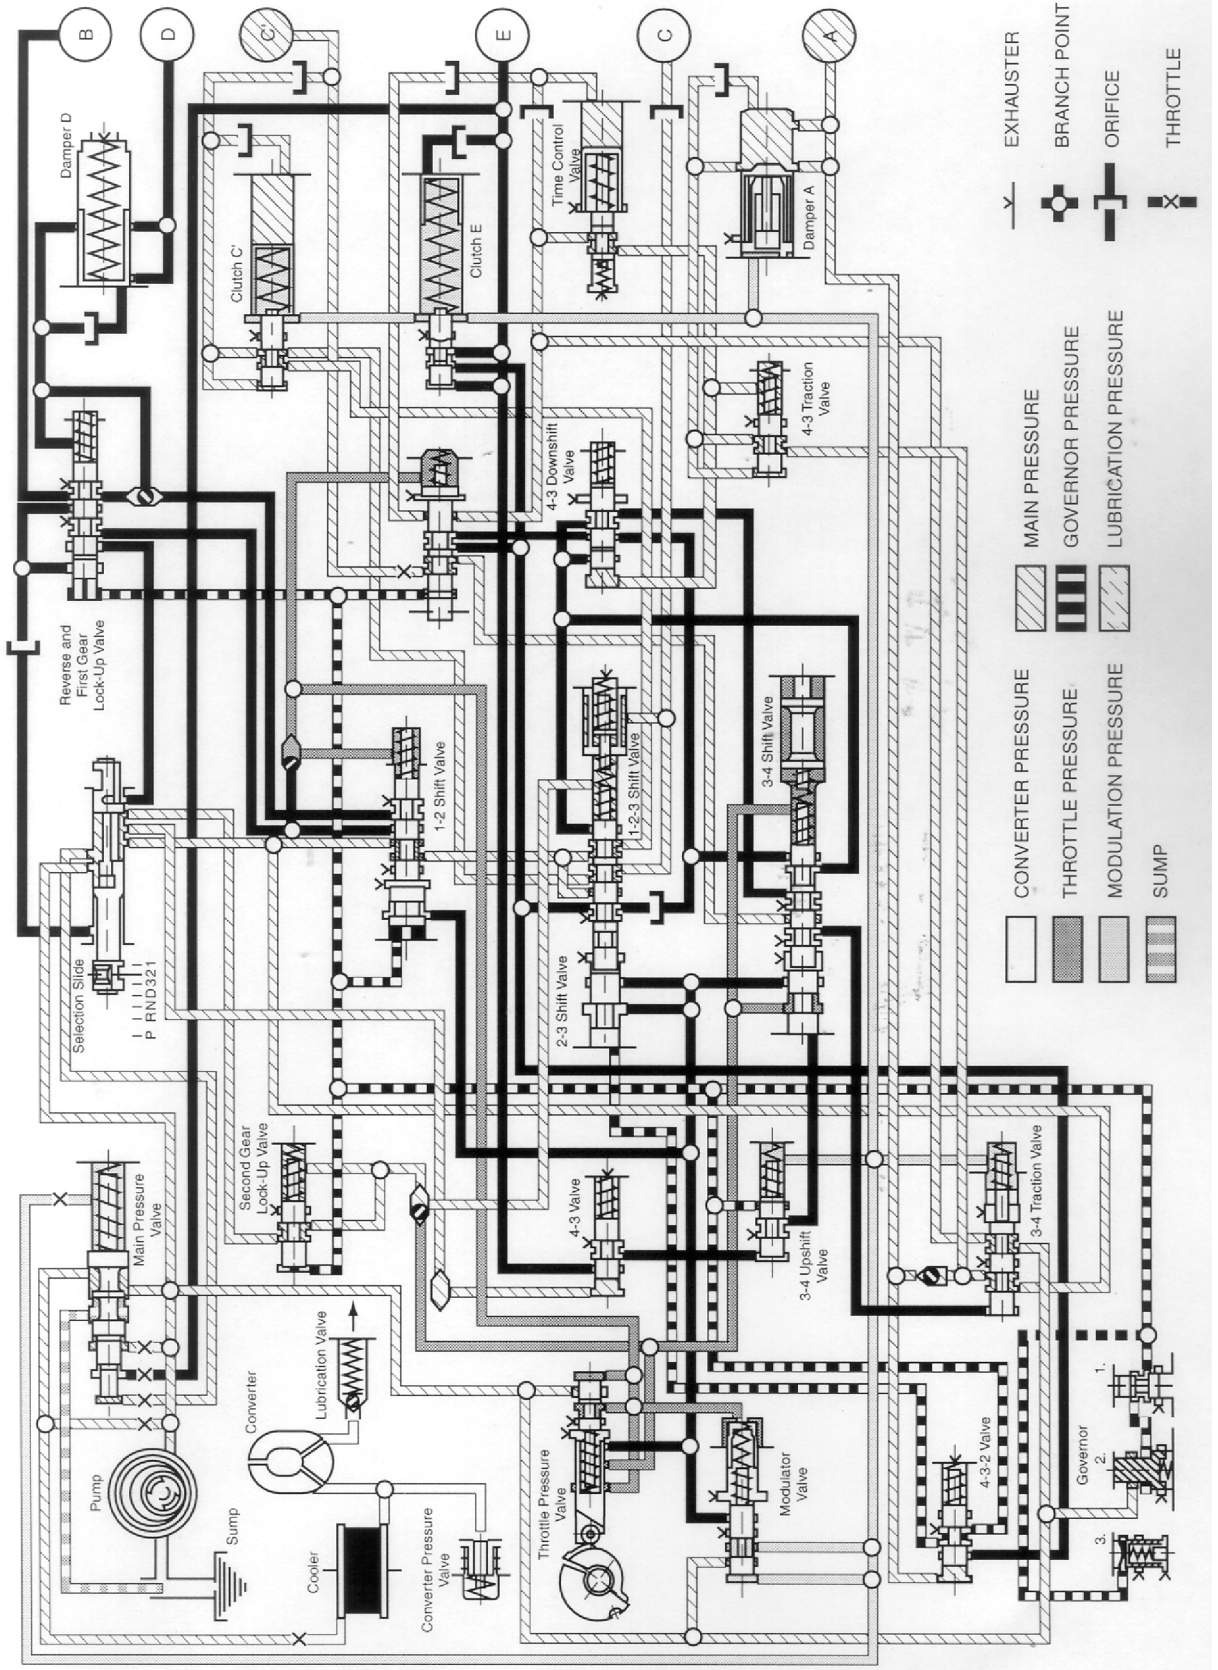 B
D
C'
E
C
A
Damper D
Clutch C'
Clutch E
Time Control
Valve
Damper A
EXHAUSTER
BRANCH POINT
ORIFICE
THROTTLE
4-3 Downshift
Valve
4-3 Traction
Valve
MAIN PRESSURE
GOVERNOR PRESSURE
LUBRICATION PRESSURE
Reverse and
First Gear
Lock-Up Valve
Selection Slide
P RND321
1-2 Shift Valve
1-2-3 Shift Valve
2-3 Shift Valve
3-4 Shift Valve
CONVERTER PRESSURE
THROTTLE PRESSURE
MODULATION PRESSURE
SUMP
Main Pressure
Valve
Second Gear
Lock-Up Valve
4-3 Valve
3-4 Upshift
Valve
3-4 Traction Valve
Pump
Sump
Converter
Lubrication Valve
Cooler
Converter Pressure
Valve
Throttle Pressure
Valve
Modulator
Valve
4-3-2 Valve
Governor
1.
2.
3.